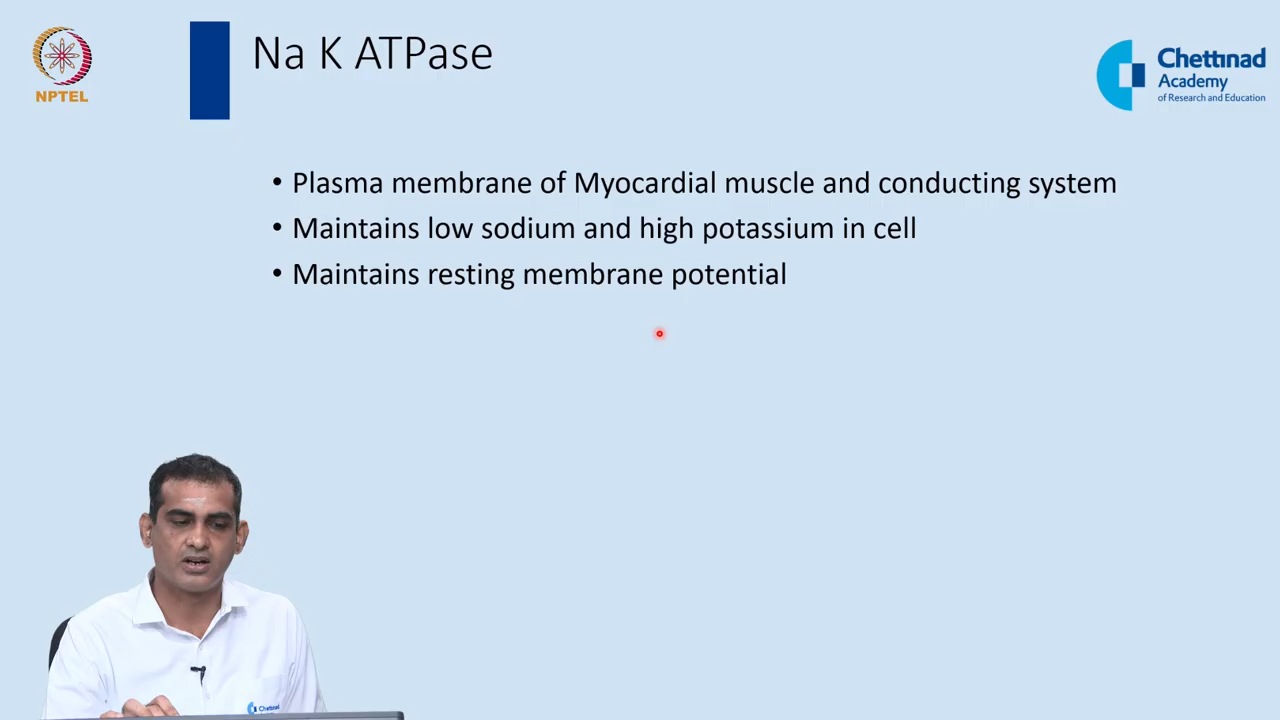 Na K ATPase
NPTEL
Chettinad
Academy
of Research and Education
• Plasma membrane of Myocardial muscle and conducting system
• Maintains low sodium and high potassium in cell
• Maintains resting membrane potential
Chettinad